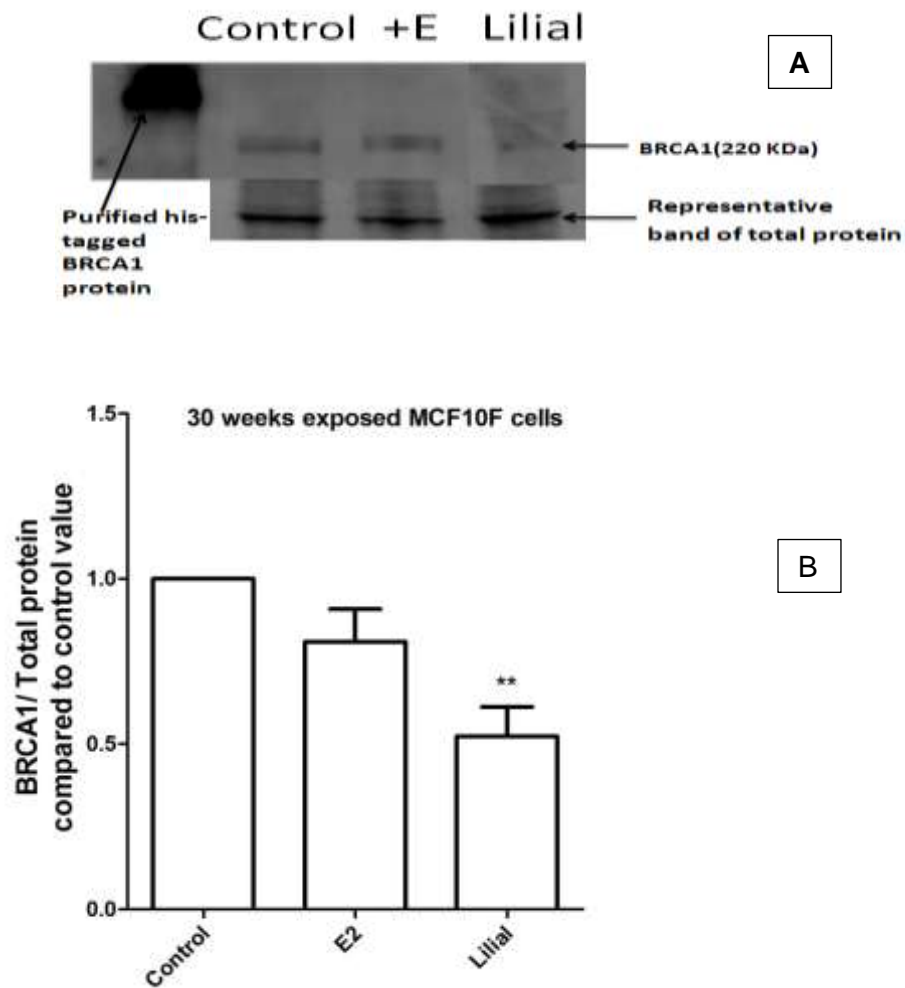 Control +E Lilial
A
BRCA1(220 KDa)
Purified his-
tagged
BRCA1
protein
Representative
band of total protein
30 weeks exposed MCF10F cells
BRCA1/ Total protein
compared to control value
1.5
1.0
0.5
0.0
**
Control
E2
Lilial
B